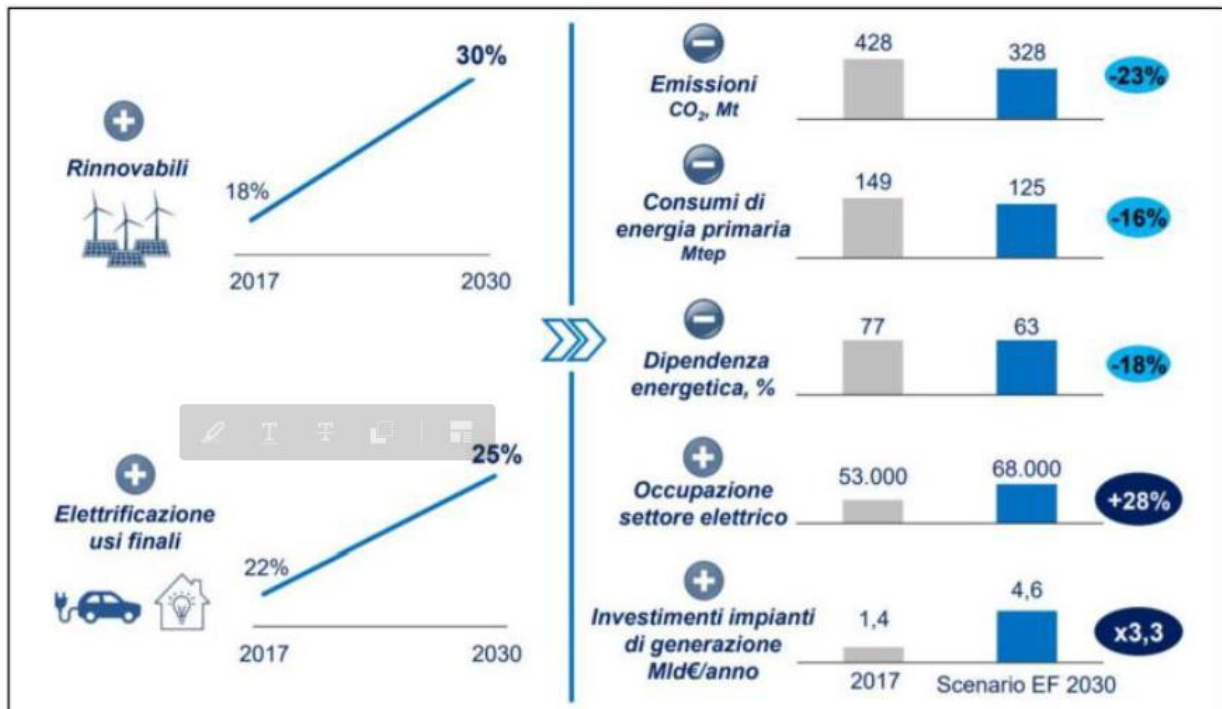 30%
Rinnovabili
18%
2017
2030
25%
Elettrificazione
usi finali
22%
2017
2030
Emissioni
CO₂, Mt
428
328
-23%
Consumi di
energia primaria
Mtep
149
125
-16%
Dipendenza
energetica, %
77
63
-18%
Occupazione
settore elettrico
53.000
68.000
+28%
Investimenti impianti
di generazione
Mld€/anno
1,4
4,6
x3,3
2017
Scenario EF 2030